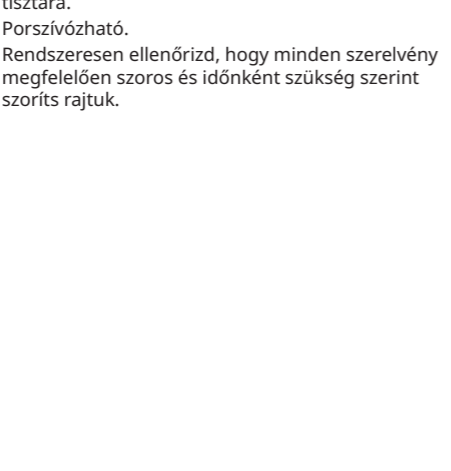 tisztára.
Porszívózható.
Rendszeresen ellenőrizd, hogy minden szerelvény
megfelelően szoros és időnként szükség szerint
szoríts rajtuk.